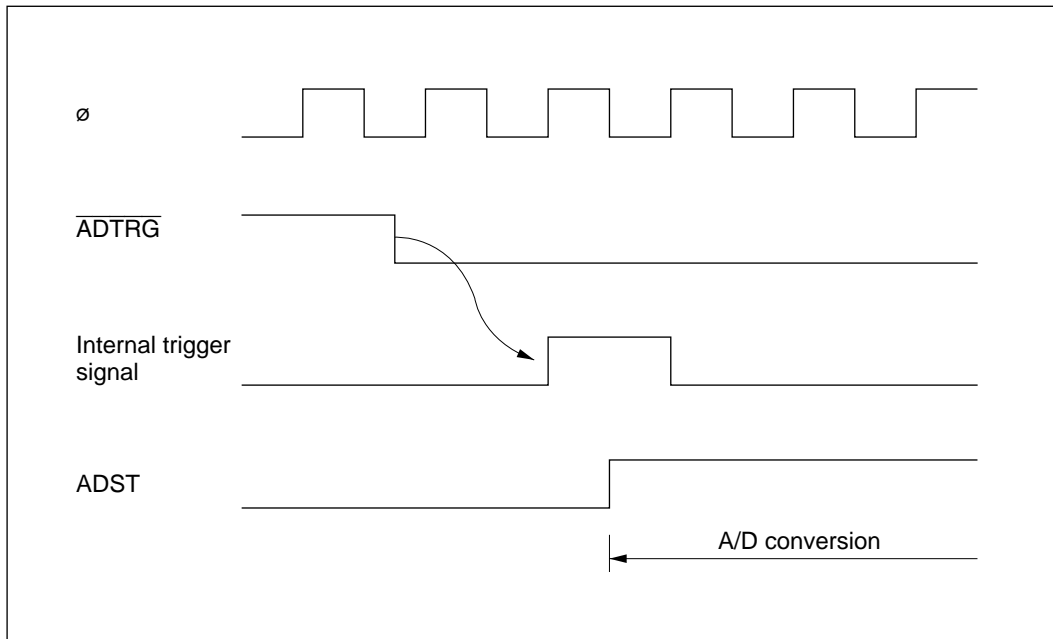 ø
ADTRG
Internal trigger
signal
ADST
A/D conversion